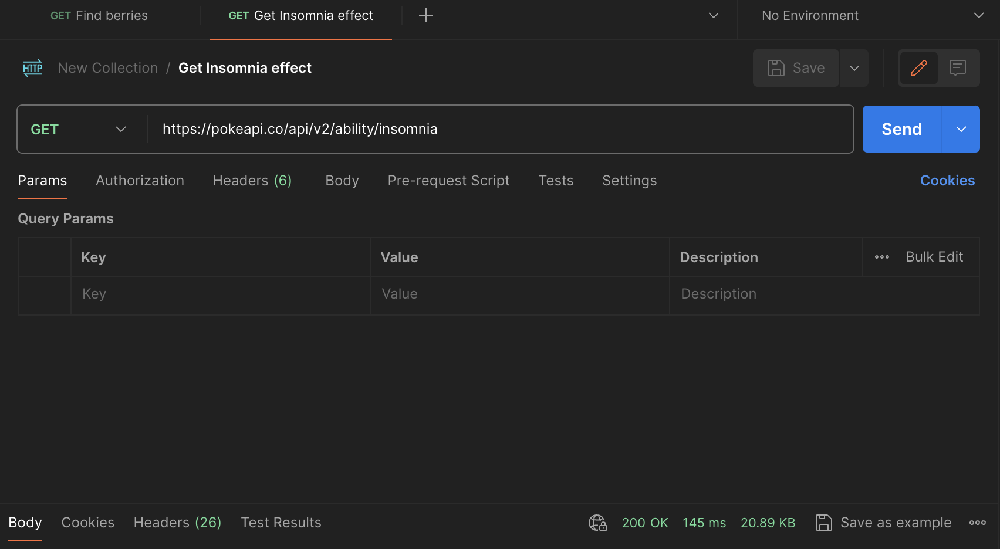 GET Find berries
GET Get Insomnia effect
No Environment
HTTP New Collection / Get Insomnia effect
Save
GET https://pokeapi.co/api/v2/ability/insomnia
Send
Params Authorization Headers (6) Body Pre-request Script Tests Settings Cookies
Query Params
Key Value Description Bulk Edit
Key Value Description
Body Cookies Headers (26) Test Results 200 OK 145 ms 20.89 KB Save as example